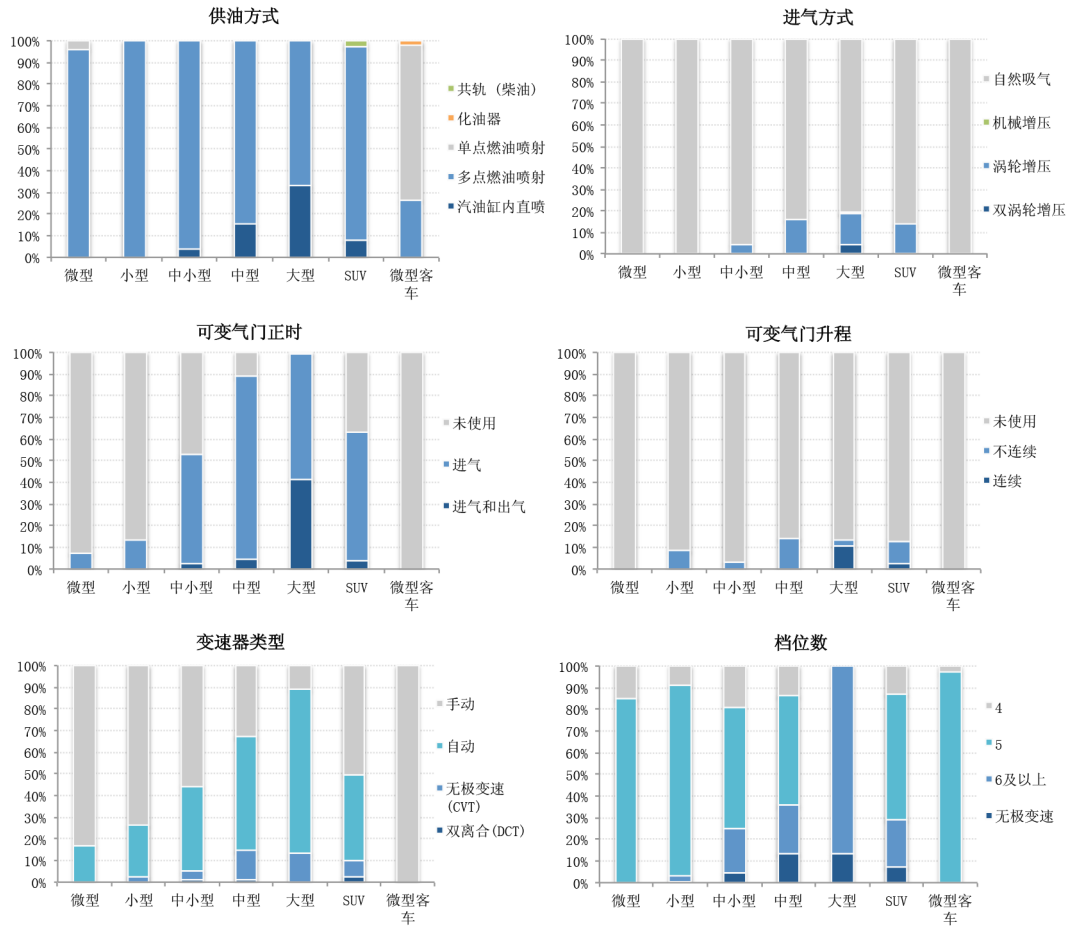 供油方式
100%
90%
80%
70%
60%
50%
40%
30%
20%
10%
0%
微型
小型
中小型
中型
大型
SUV
微型客
车
共轨 (柴油)
化油器
单点燃油喷射
多点燃油喷射
汽油缸内直喷
进气方式
100%
90%
80%
70%
60%
50%
40%
30%
20%
10%
0%
微型
小型
中小型
中型
大型
SUV
微型客
车
自然吸气
机械增压
涡轮增压
双涡轮增压
可变气门正时
100%
90%
80%
70%
60%
50%
40%
30%
20%
10%
0%
微型
小型
中小型
中型
大型
SUV
微型客
车
未使用
进气
进气和出气
可变气门升程
100%
90%
80%
70%
60%
50%
40%
30%
20%
10%
0%
微型
小型
中小型
中型
大型
SUV
微型客
车
未使用
不连续
连续
变速器类型
100%
90%
80%
70%
60%
50%
40%
30%
20%
10%
0%
微型
小型
中小型
中型
大型
SUV
微型客
车
手动
自动
无极变速
(CVT)
双离合(DCT)
档位数
100%
90%
80%
70%
60%
50%
40%
30%
20%
10%
0%
微型
小型
中小型
中型
大型
SUV
微型客
车
4
5
6及以上
无极变速